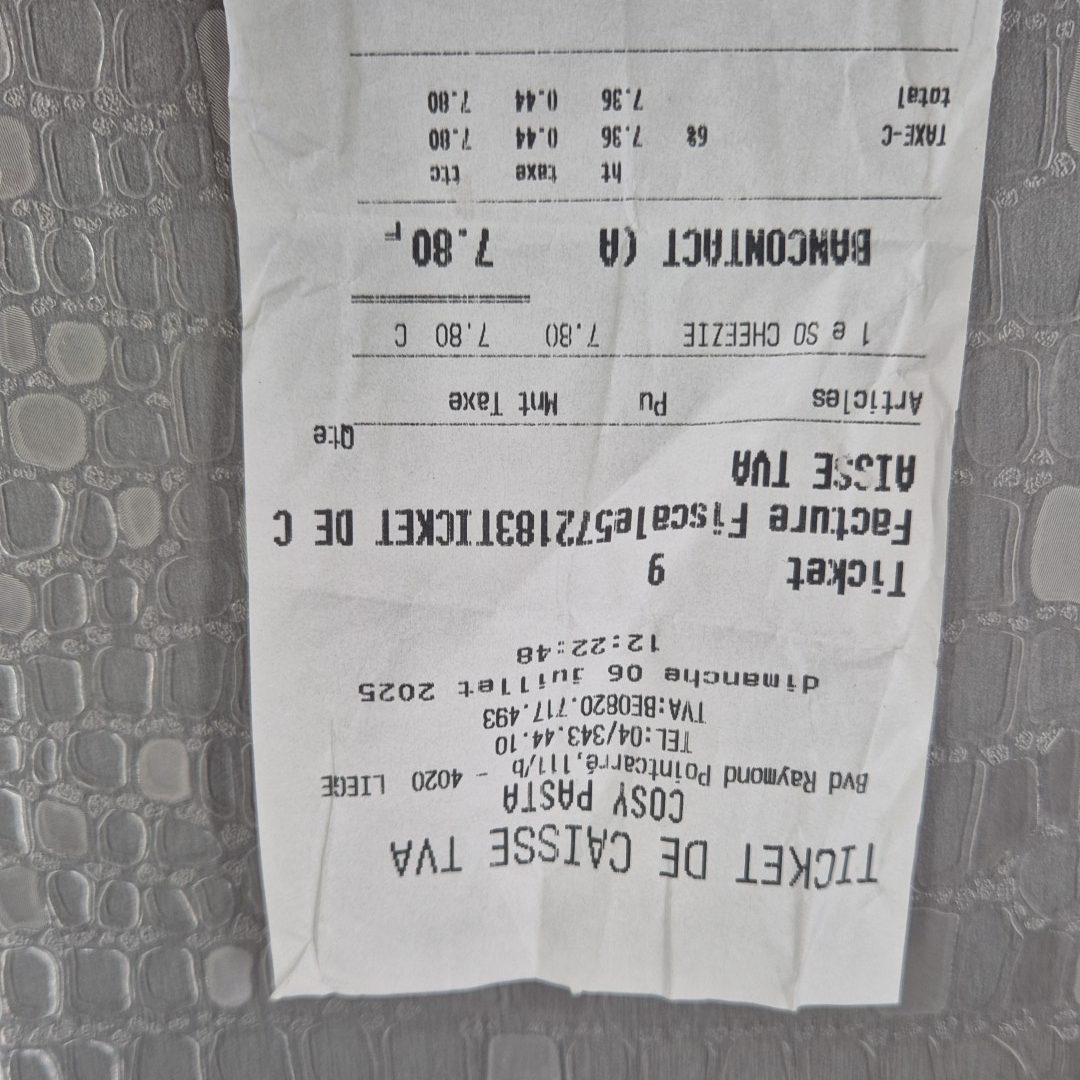 TICKET DE CAISSE TVA
COSY PASTA
Bvd Raymond Pointcarré,111/b - 4020 LIEGE
TEL:04/343.44.10
TVA:BE0820.717.493
dimanche 06 juillet 2025
12:22:48
Ticket 9
Facture Fiscale572183TICKET DE C
AISSE TVA
Qte
Articles Pu Mnt Taxe
1 e SO CHEEZIE 7.80 7.80 C
BANCONTACT (A 7.80
ht taxe ttc
TAXE-C 6% 7.36 0.44 7.80
total 7.36 0.44 7.80